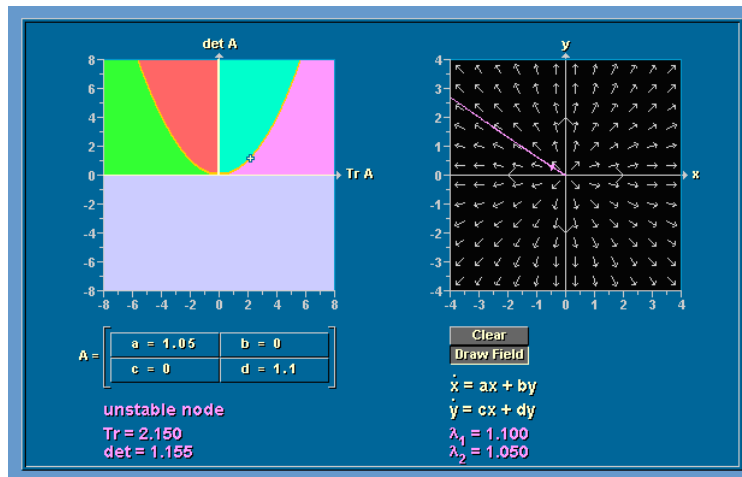 det A
8
6
4
2
0
-2
-4
-6
-8
-8 -6 -4 -2 0 2 4 6 8
Tr A
y
4
3
2
1
0
-1
-2
-3
-4
-4 -3 -2 -1 0 1 2 3 4
x
A =
a = 1.05 b = 0
c = 0 d = 1.1
unstable node
Tr = 2.150
det = 1.155
Clear
Draw Field
ẋ = ax + by
ẏ = cx + dy
λ₁ = 1.100
λ₂ = 1.050